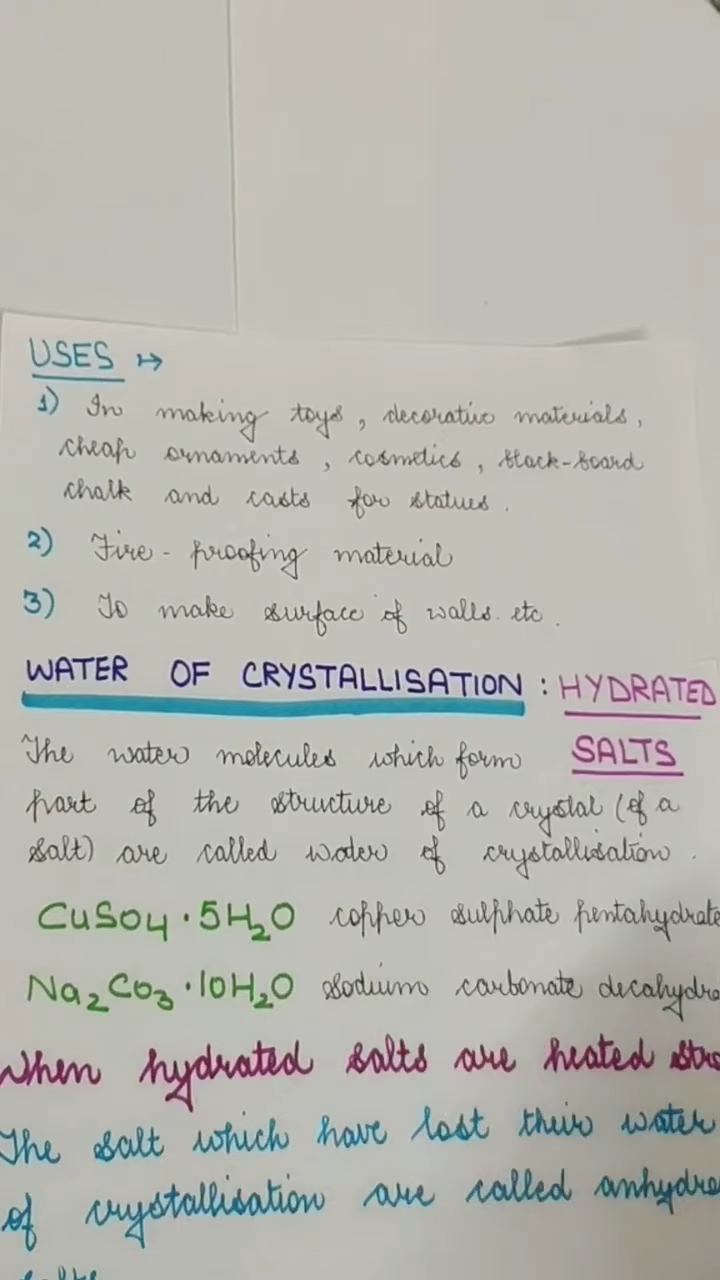 USES ↦
1) In making toys, decorative materials,
cheap ornaments, cosmetics, black-board
chalk and casts for statues.
2) Fire-proofing material
3) To make surface of walls etc.
WATER OF CRYSTALLISATION : HYDRATED
SALTS
The water molecules which form
part of the structure of a crystal (of a
salt) are called water of crystallisation.
CuSO4·5H2O copper sulphate pentahydrate
Na2CO3·10H2O sodium carbonate decahydra
When hydrated salts are heated stro
The salt which have lost their water
of crystallisation are called anhydro